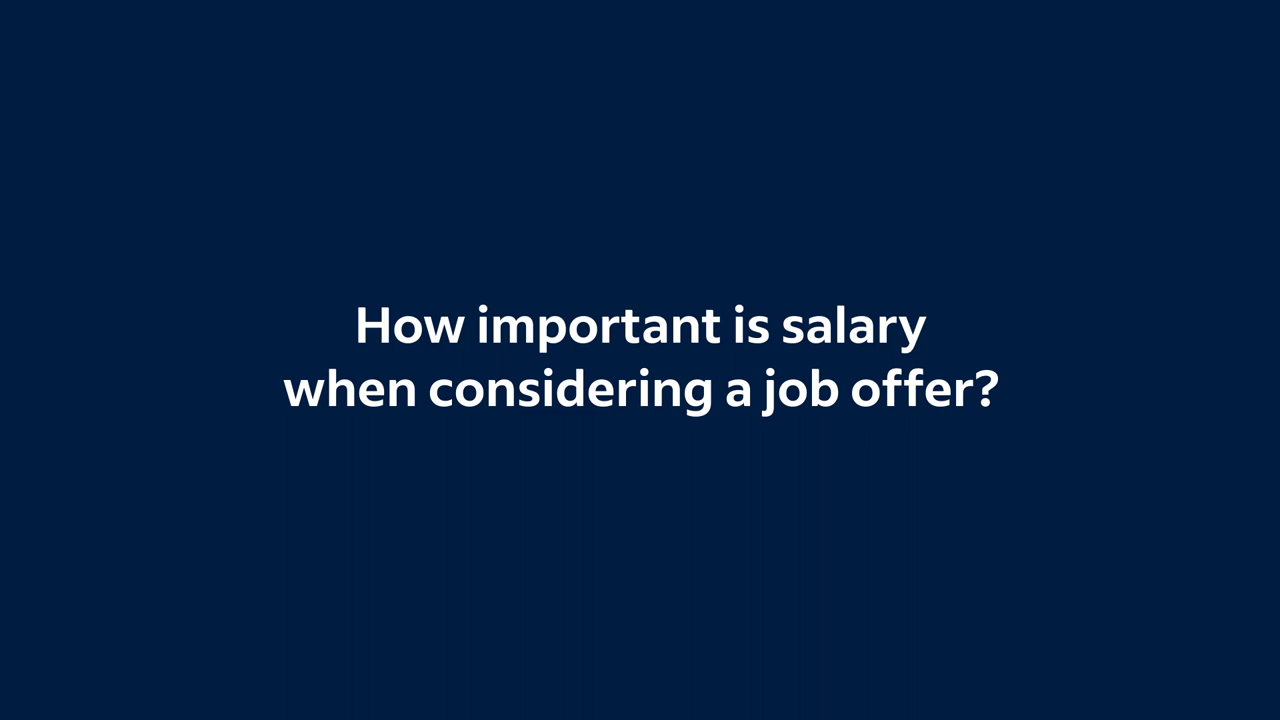 How important is salary
when considering a job offer?